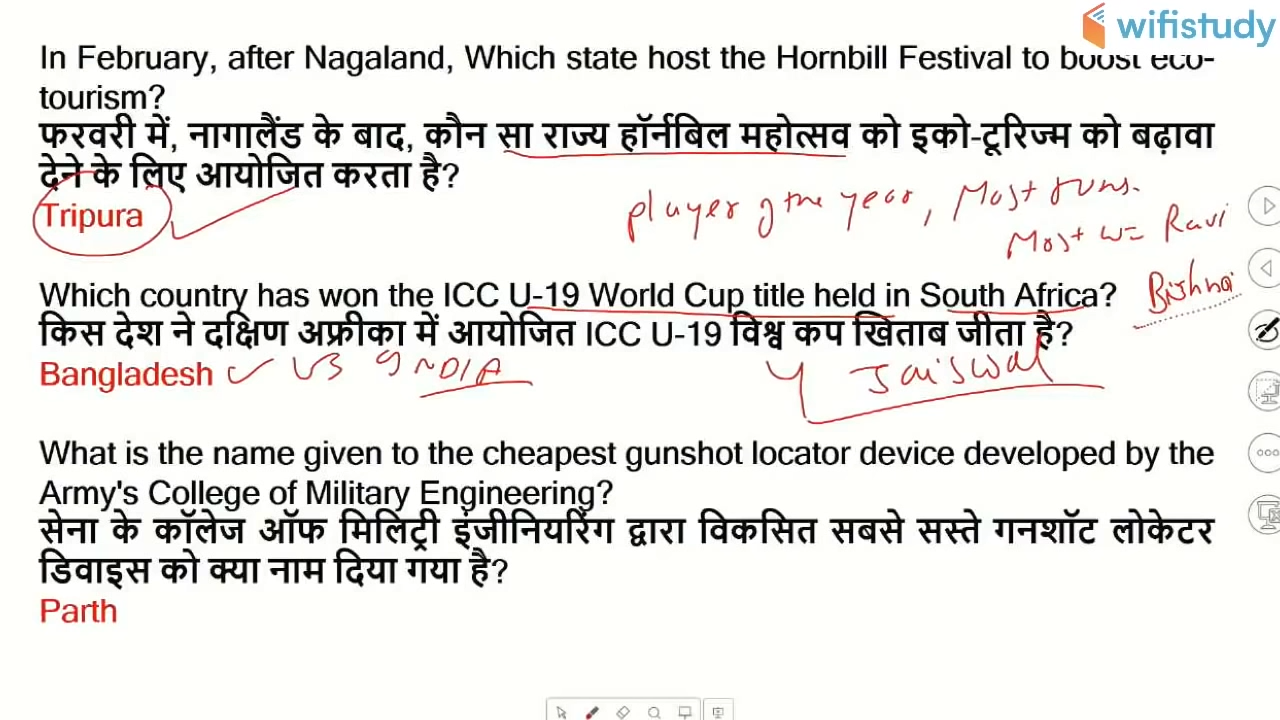 wifistudy
In February, after Nagaland, Which state host the Hornbill Festival to boost eco-
tourism?
फरवरी में, नागालैंड के बाद, कौन सा राज्य हॉर्नबिल महोत्सव को इको-टूरिज्म को बढ़ावा
देने के लिए आयोजित करता है?
Tripura
player of the year, Most runs.
Most w = Ravi
Bishnoi
Which country has won the ICC U-19 World Cup title held in South Africa?
किस देश ने दक्षिण अफ्रीका में आयोजित ICC U-19 विश्व कप खिताब जीता है?
Bangladesh vs INDIA Y Jaiswal
What is the name given to the cheapest gunshot locator device developed by the
Army's College of Military Engineering?
सेना के कॉलेज ऑफ मिलिट्री इंजीनियरिंग द्वारा विकसित सबसे सस्ते गनशॉट लोकेटर
डिवाइस को क्या नाम दिया गया है?
Parth